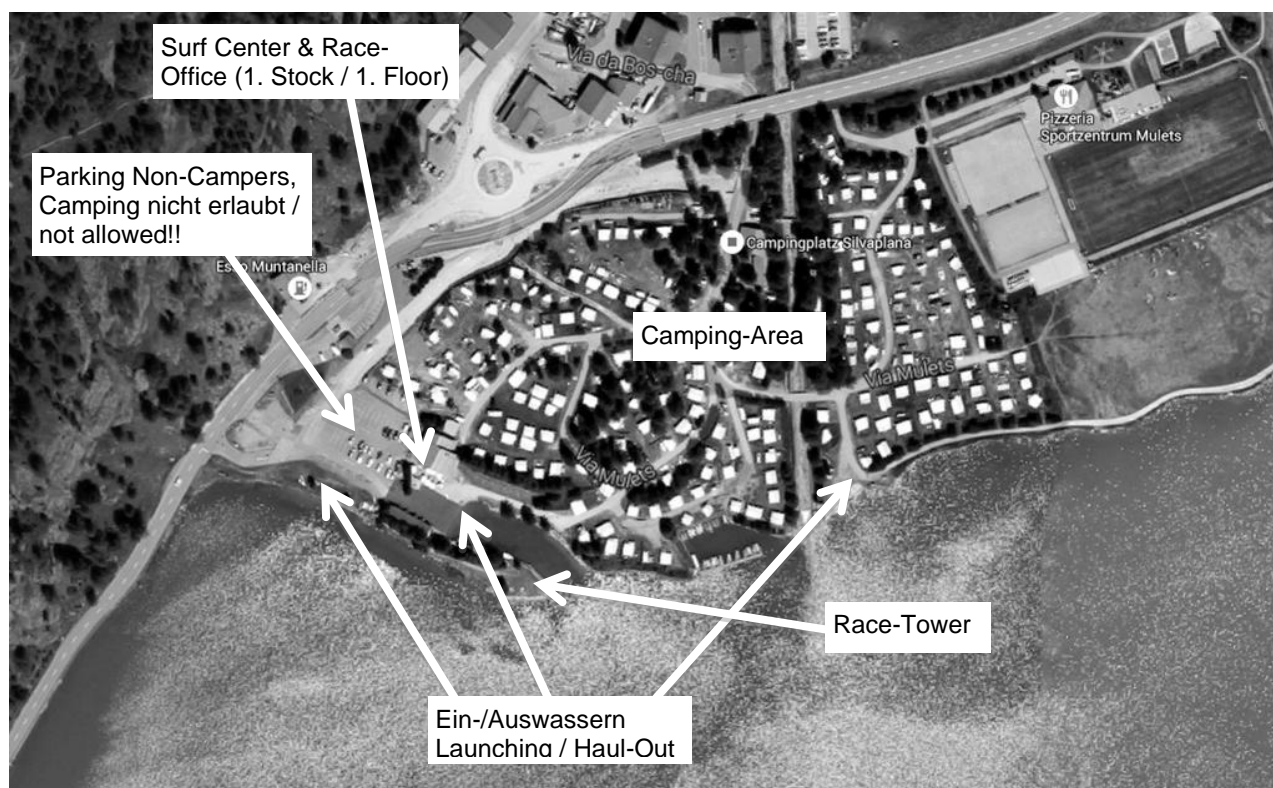 Surf Center & Race-
Office (1. Stock / 1. Floor)
Via da Bos-cha
Parking Non-Campers,
Camping nicht erlaubt /
not allowed!!
Pizzeria
Sportzentrum Mulets
Campingplatz Silvaplana
Esso Muntanella
Camping-Area
Via Mulets
Via Mulets
Race-Tower
Ein-/Auswassern
Launching / Haul-Out